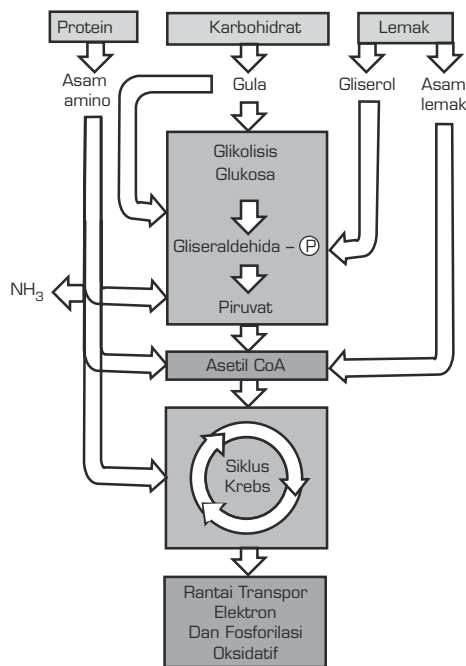 Protein
Karbohidrat
Lemak
Asam
amino
Gula
Gliserol
Asam
lemak
Glikolisis
Glukosa
Gliseraldehida – P
NH3
Piruvat
Asetil CoA
Siklus
Krebs
Rantai Transpor
Elektron
Dan Fosforilasi
Oksidatif